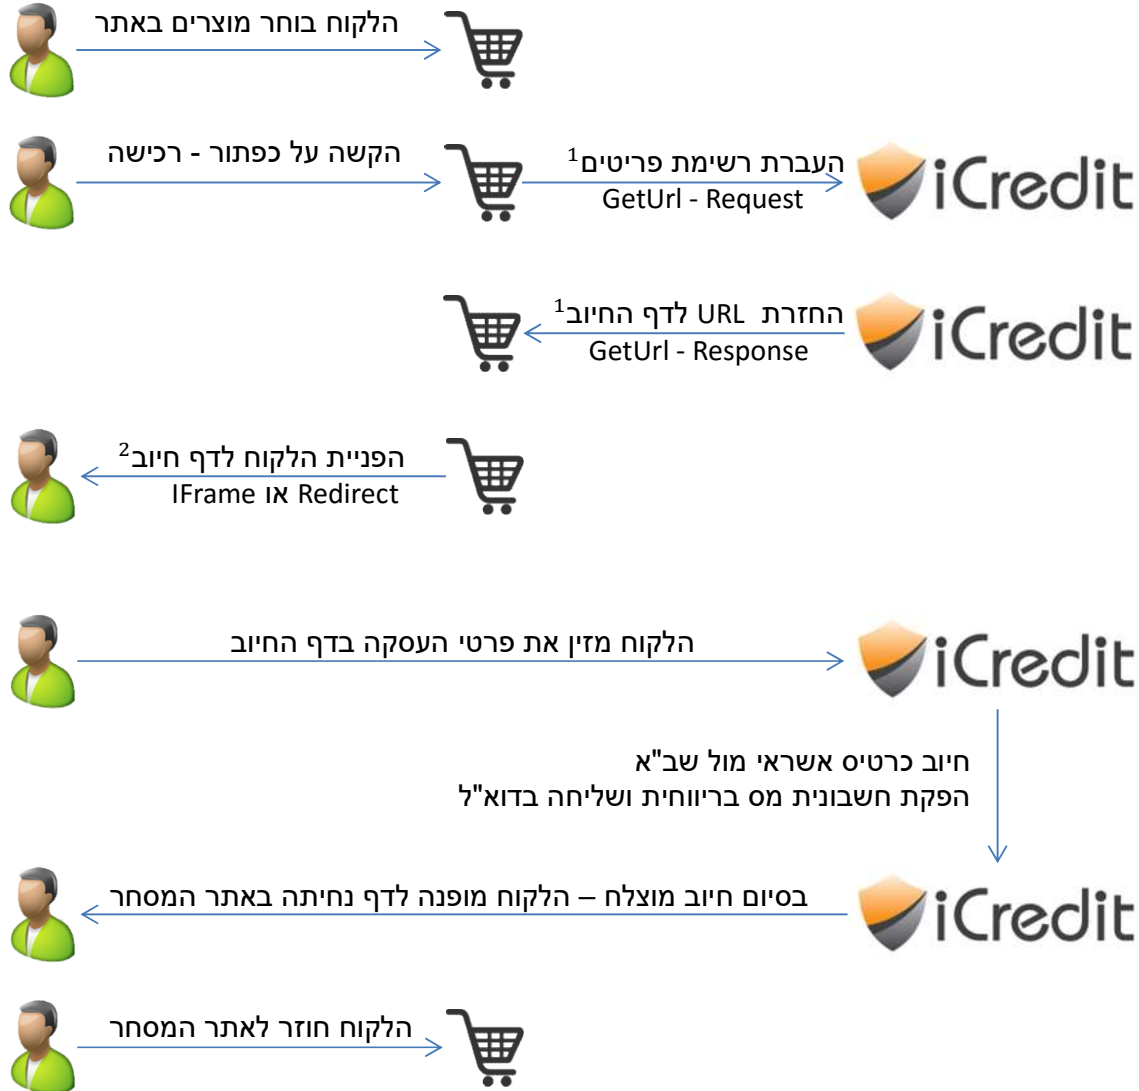 הלקוח בוחר מוצרים באתר
הקשה על כפתור - רכישה
העברת רשימת פריטים¹
GetUrl - Request
iCredit
החזרת URL לדף החיוב¹
GetUrl - Response
iCredit
הפניית הלקוח לדף חיוב²
Redirect או IFrame
הלקוח מזין את פרטי העסקה בדף החיוב
iCredit
חיוב כרטיס אשראי מול שב"א
הפקת חשבונית מס בריווחית ושליחה בדוא"ל
בסיום חיוב מוצלח – הלקוח מופנה לדף נחיתה באתר המסחר
iCredit
הלקוח חוזר לאתר המסחר